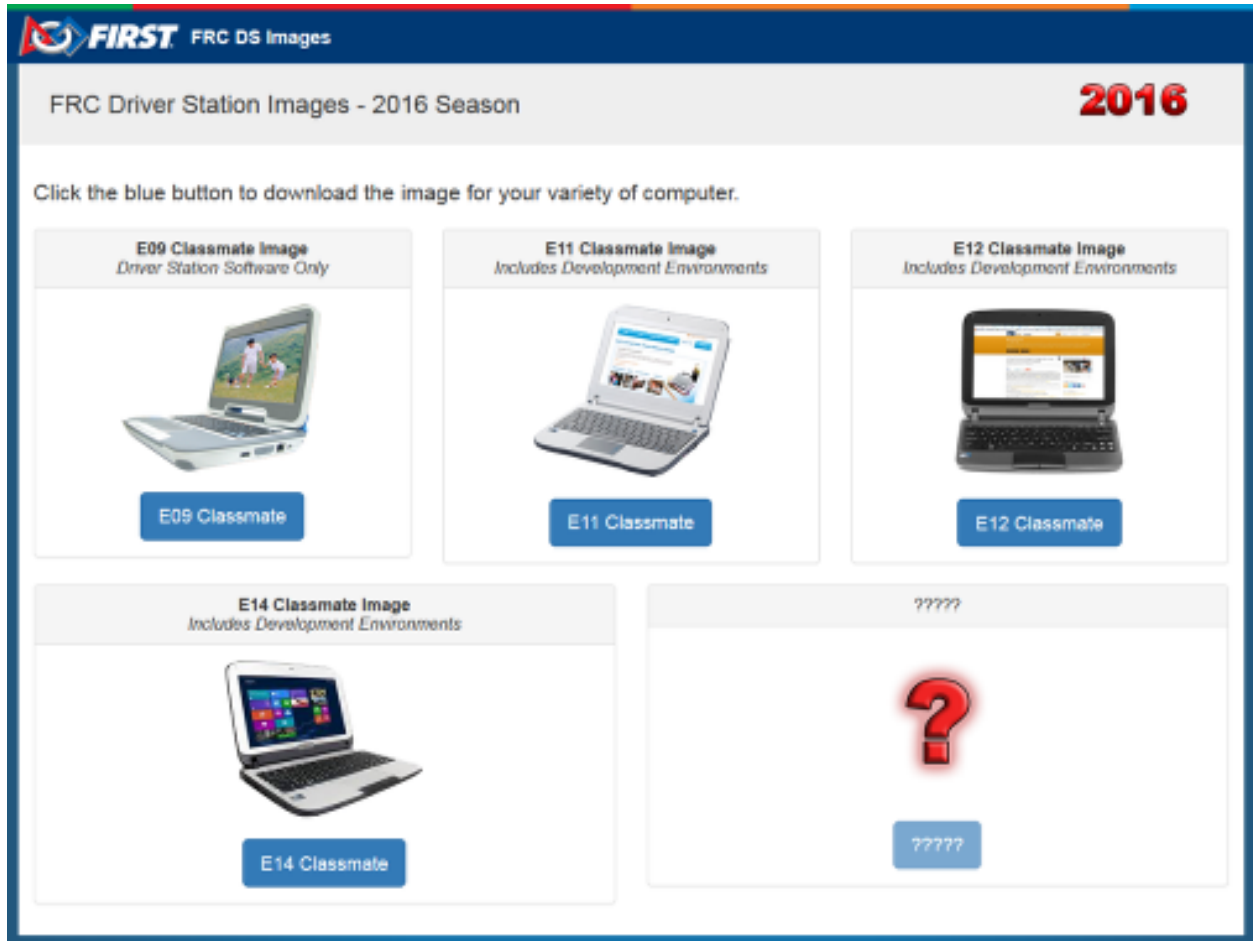 FIRST FRC DS Images
FRC Driver Station Images - 2016 Season
2016
Click the blue button to download the image for your variety of computer.
E09 Classmate Image
Driver Station Software Only
E09 Classmate
E11 Classmate Image
Includes Development Environments
E11 Classmate
E12 Classmate Image
Includes Development Environments
E12 Classmate
E14 Classmate Image
Includes Development Environments
E14 Classmate
?????
?
?????